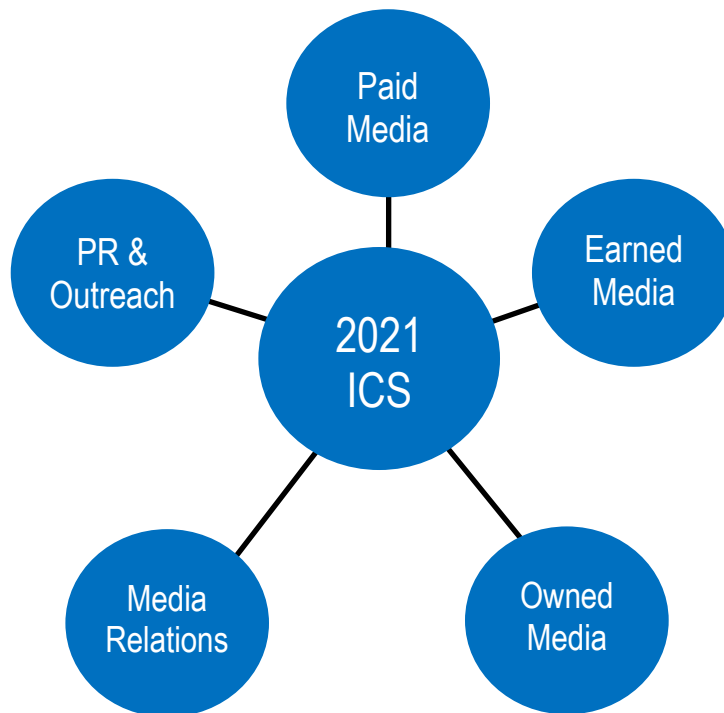 Paid
Media
PR &
Outreach
Earned
Media
2021
ICS
Media
Relations
Owned
Media